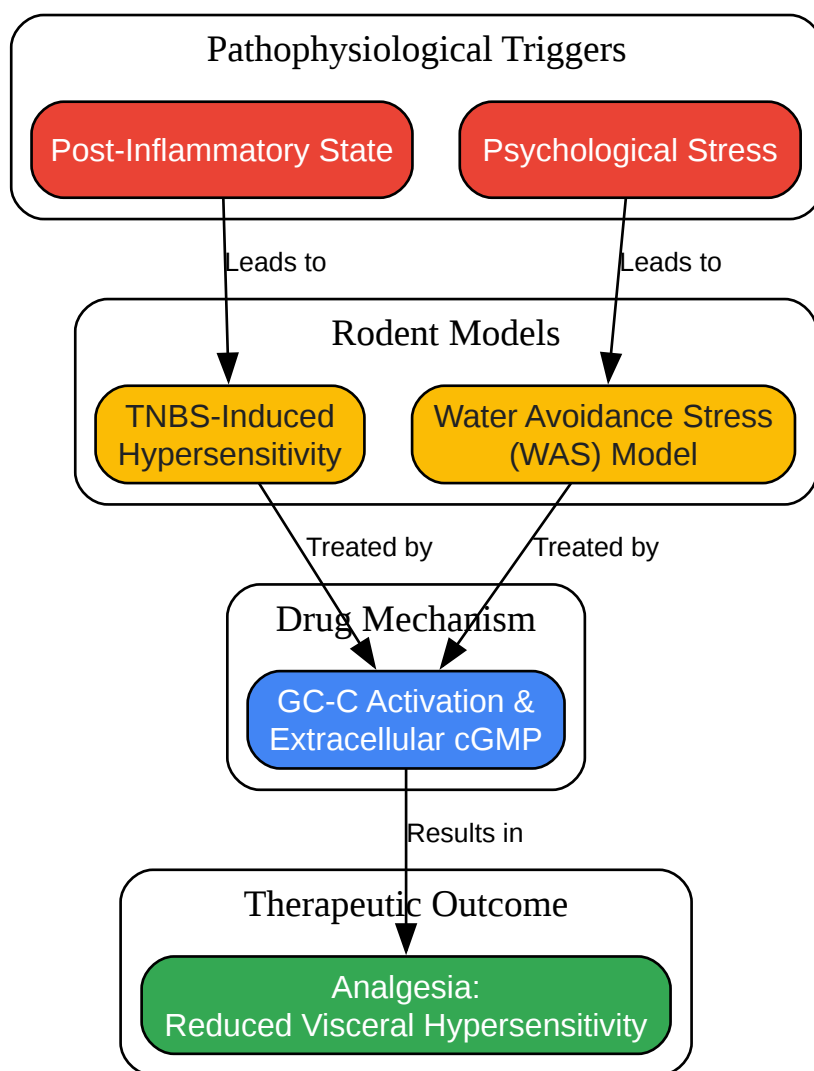 Pathophysiological Triggers
Post-Inflammatory State
Psychological Stress
Leads to
Leads to
Rodent Models
TNBS-Induced
Hypersensitivity
Water Avoidance Stress
(WAS) Model
Treated by
Treated by
Drug Mechanism
GC-C Activation &
Extracellular cGMP
Results in
Therapeutic Outcome
Analgesia:
Reduced Visceral Hypersensitivity